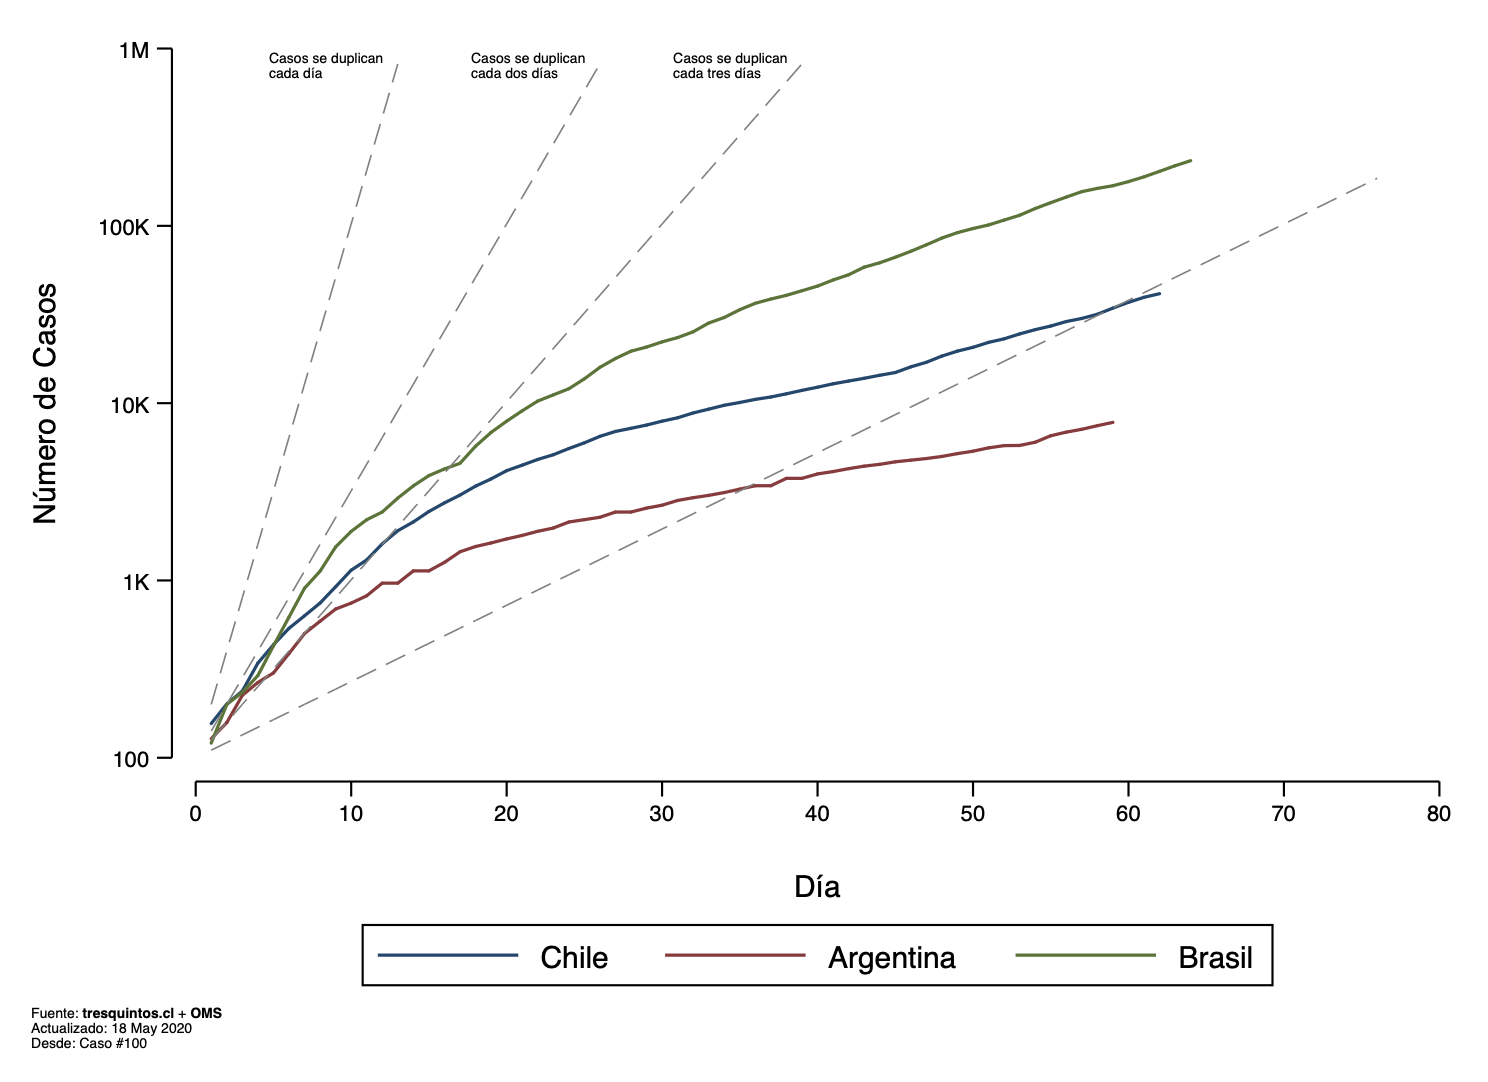 1M
100K
10K
1K
100
Número de Casos
Casos se duplican
cada día
Casos se duplican
cada dos días
Casos se duplican
cada tres días
0 10 20 30 40 50 60 70 80
Día
Chile Argentina Brasil
Fuente: tresquintos.cl + OMS
Actualizado: 18 May 2020
Desde: Caso #100